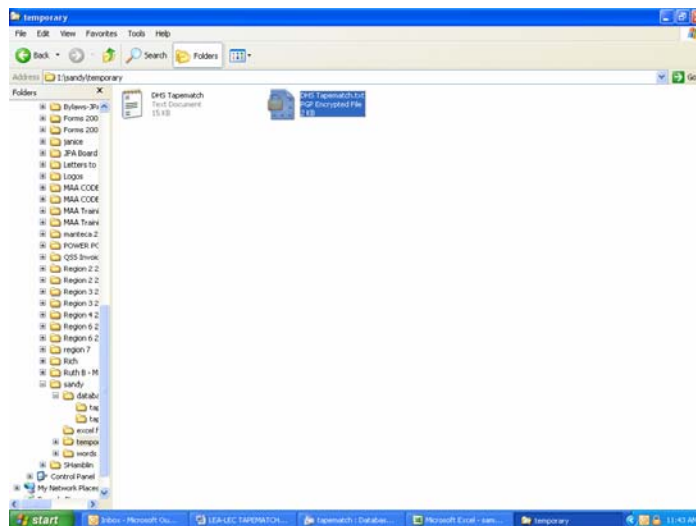 temporary
File Edit View Favorites Tools Help
Back Search Folders
Address I:\sandy\temporary Go
Folders X
Bylaws-JPA
Forms 200
Forms 200
janice
JPA Board
Letters to
Logos
MAA CODE
MAA CODE
MAA Traini
MAA Traini
manteca 2
POWER PO
QSS Invoic
Region 2 2
Region 2 2
Region 3 2
Region 3 2
Region 4 2
Region 6 2
Region 6 2
region 7
Rich
Ruth B - M
sandy
databa
tap
tap
excel f
tempor
words
SHamblin
Control Panel
My Network Places
DHS Tapematch
Text Document
15 KB
DHS Tapematch.txt
PGP Encrypted File
2 KB
start
Inbox - Microsoft Ou...
LEA-LEC TAPEMATCH...
tapematch : Databas...
Microsoft Excel - sam...
temporary
11:43 AM